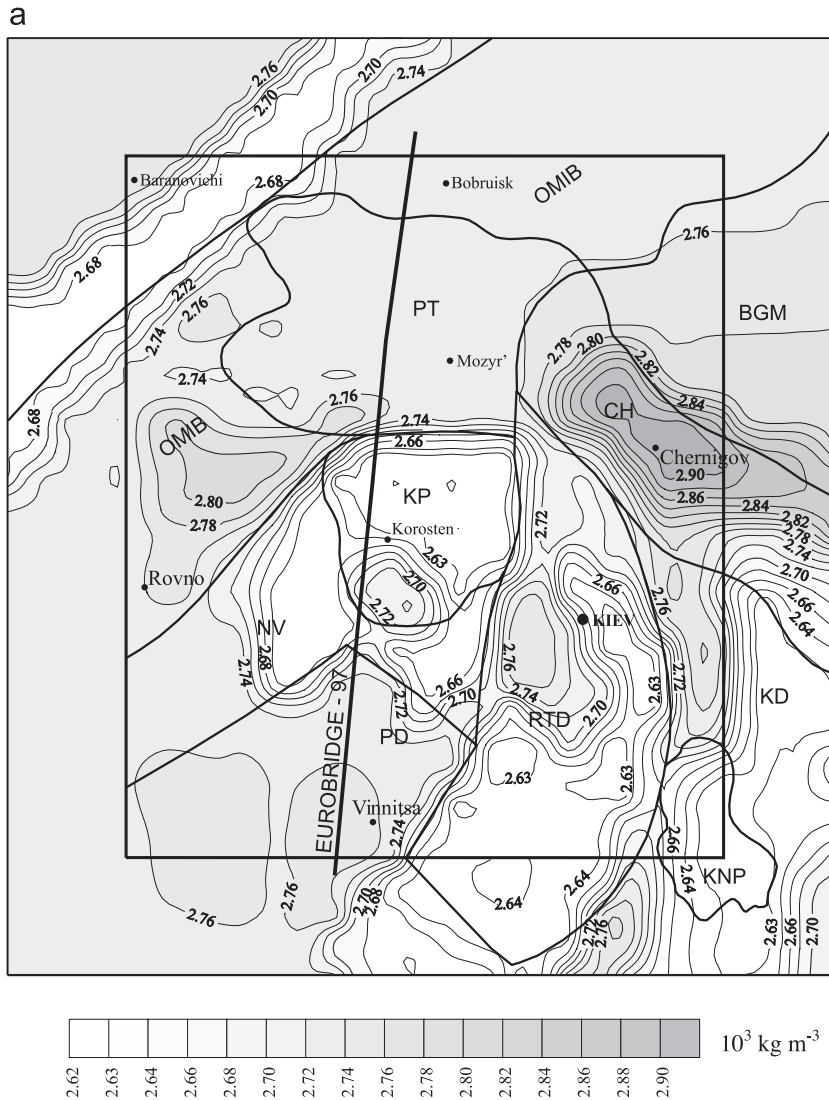 a
2.76
2.70
2.70
2.74
Baranovichi
2.68
Bobruisk
OMIB
2.68
2.76
2.72
2.76
PT
BGM
2.74
2.78
2.80
2.82
Mozyr'
2.74
2.68
2.76
2.84
CH
OMIB
2.74
2.66
Chernigov
2.90
KP
2.80
2.86
2.84
2.72
2.82
2.78
2.78
Korosten
2.74
2.63
2.70
Rovno
2.70
2.66
2.76
2.66
2.72
2.64
KIEV
NV
2.68
2.76
2.66
2.63
2.72
2.74
2.74
KD
2.70
2.72
RTD
2.70
PD
EUROBRIDGE - 97
2.63
2.63
Vinnitsa
2.74
2.66
KNP
2.76
2.70
2.68
2.64
2.64
2.64
2.76
2.72
2.76
2.63
2.66
2.70
2.62 2.63 2.64 2.66 2.68 2.70 2.72 2.74 2.76 2.78 2.80 2.82 2.84 2.86 2.88 2.90
10³ kg m⁻³